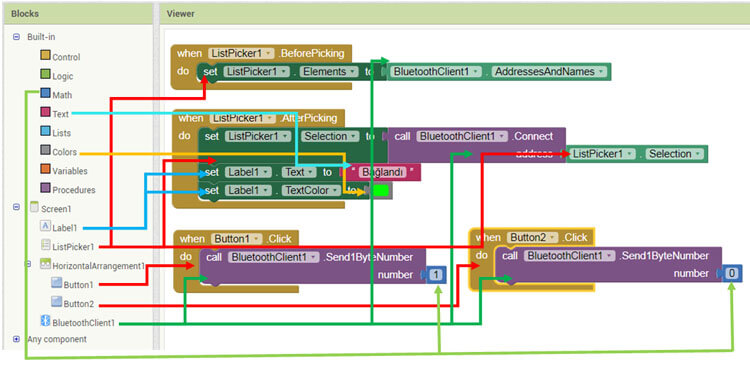 Blocks
Viewer
Built-in
Control
Logic
Math
Text
Lists
Colors
Variables
Procedures
Screen1
Label1
ListPicker1
HorizontalArrangement1
Button1
Button2
BluetoothClient1
Any component
when ListPicker1 .BeforePicking
do set ListPicker1 . Elements to BluetoothClient1 . AddressesAndNames
when ListPicker1 .AfterPicking
do set ListPicker1 . Selection to call BluetoothClient1 .Connect
address ListPicker1 . Selection
set Label1 . Text to " Bağlandı "
set Label1 . TextColor to
when Button1 .Click
do call BluetoothClient1 .Send1ByteNumber
number 1
when Button2 .Click
do call BluetoothClient1 .Send1ByteNumber
number 0